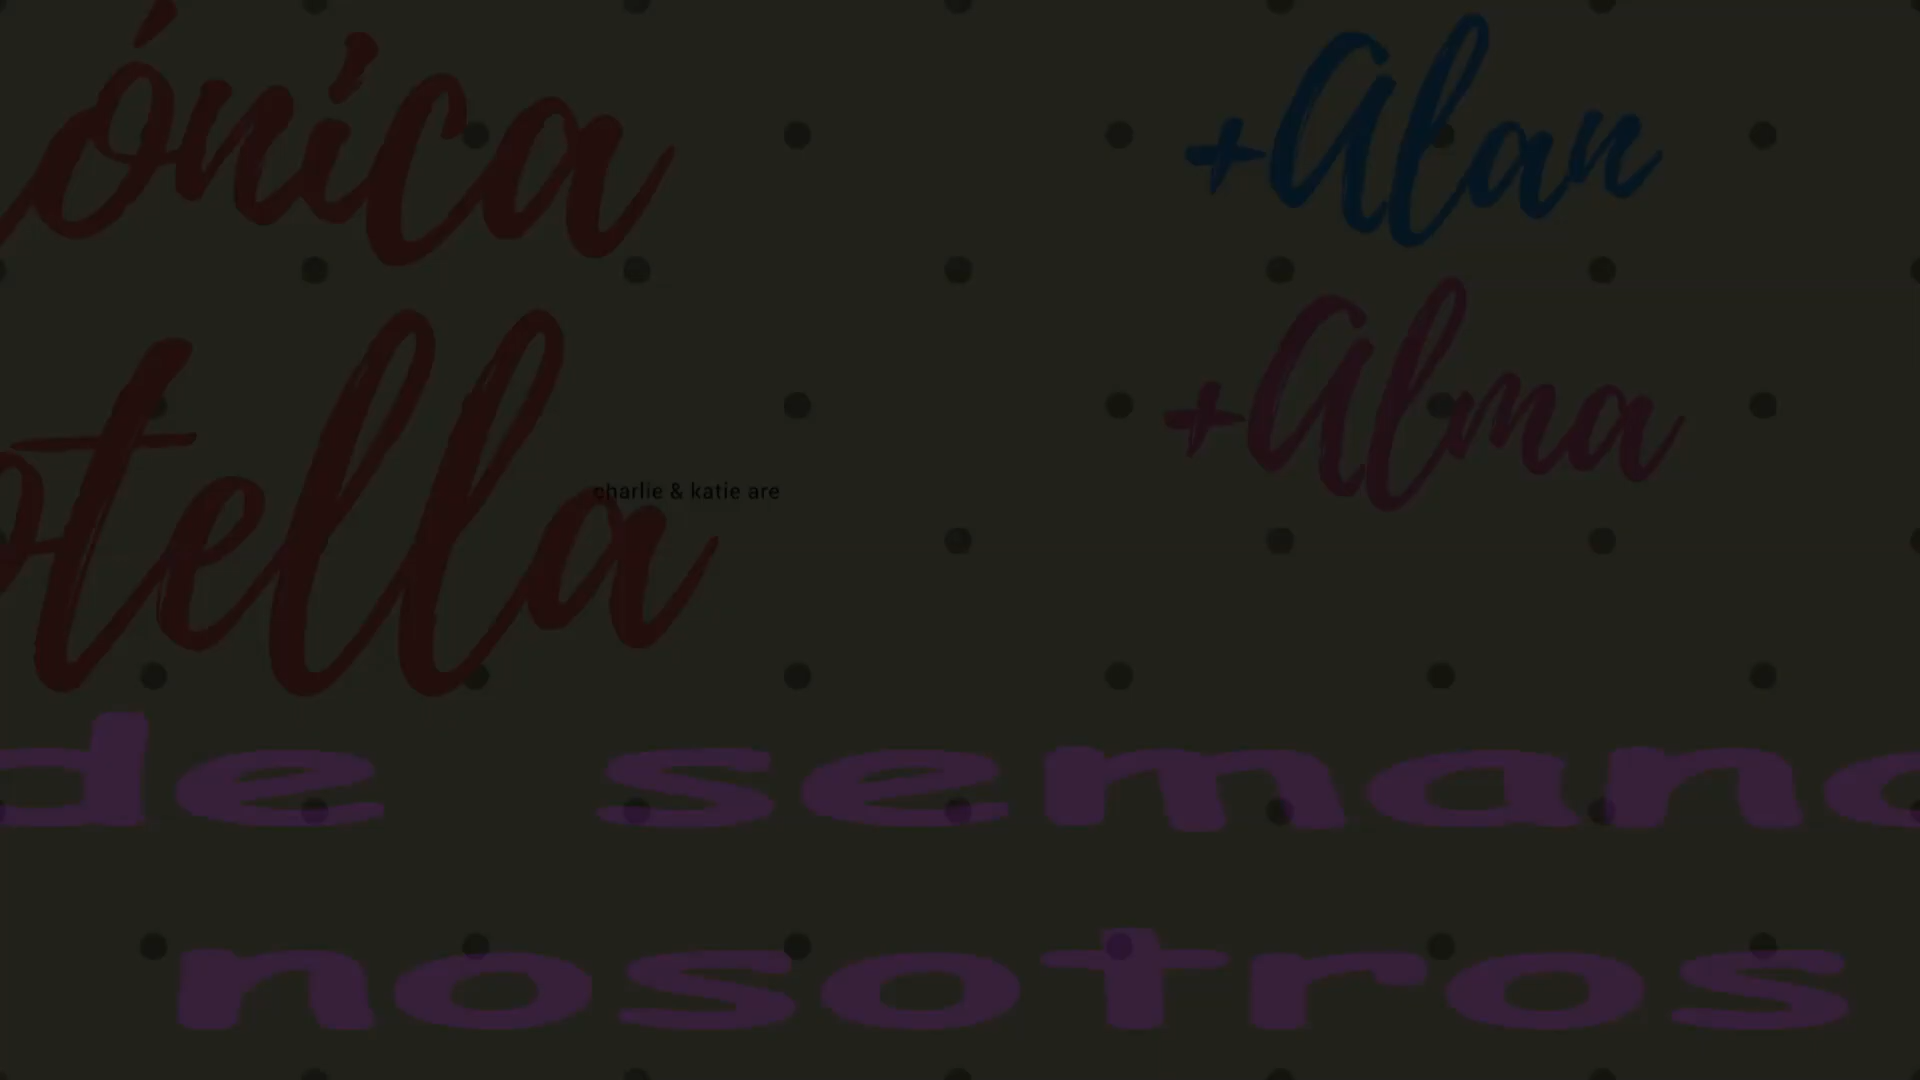 ónica
+Alan
+Alma
otella
charlie & katie are
de semana
nosotros